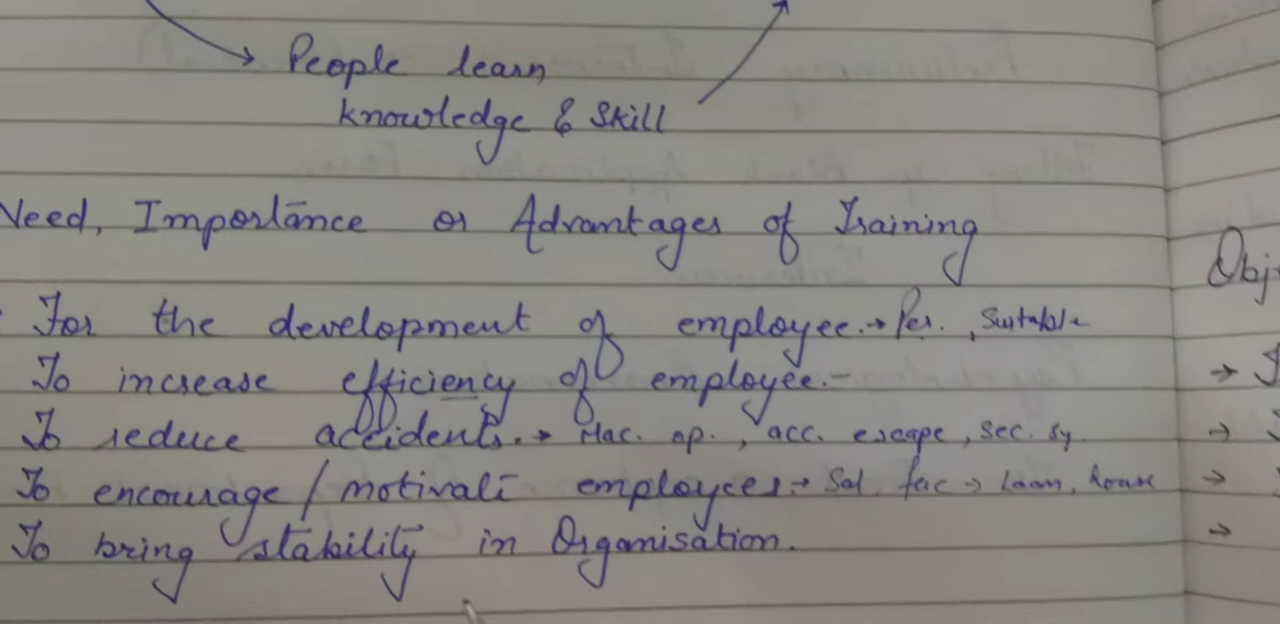 → People learn
knowledge & Skill
Need, Importance or Advantages of Training
For the development of employee.→ Per. , Suitable
To increase efficiency of employee.-
To reduce accidents.→ Mac. op. , acc. escape, sec. sy.
To encourage / motivate employees→ Sal. fac → Loan, house
To bring stability in Organisation.
Obj
→
→
→
→